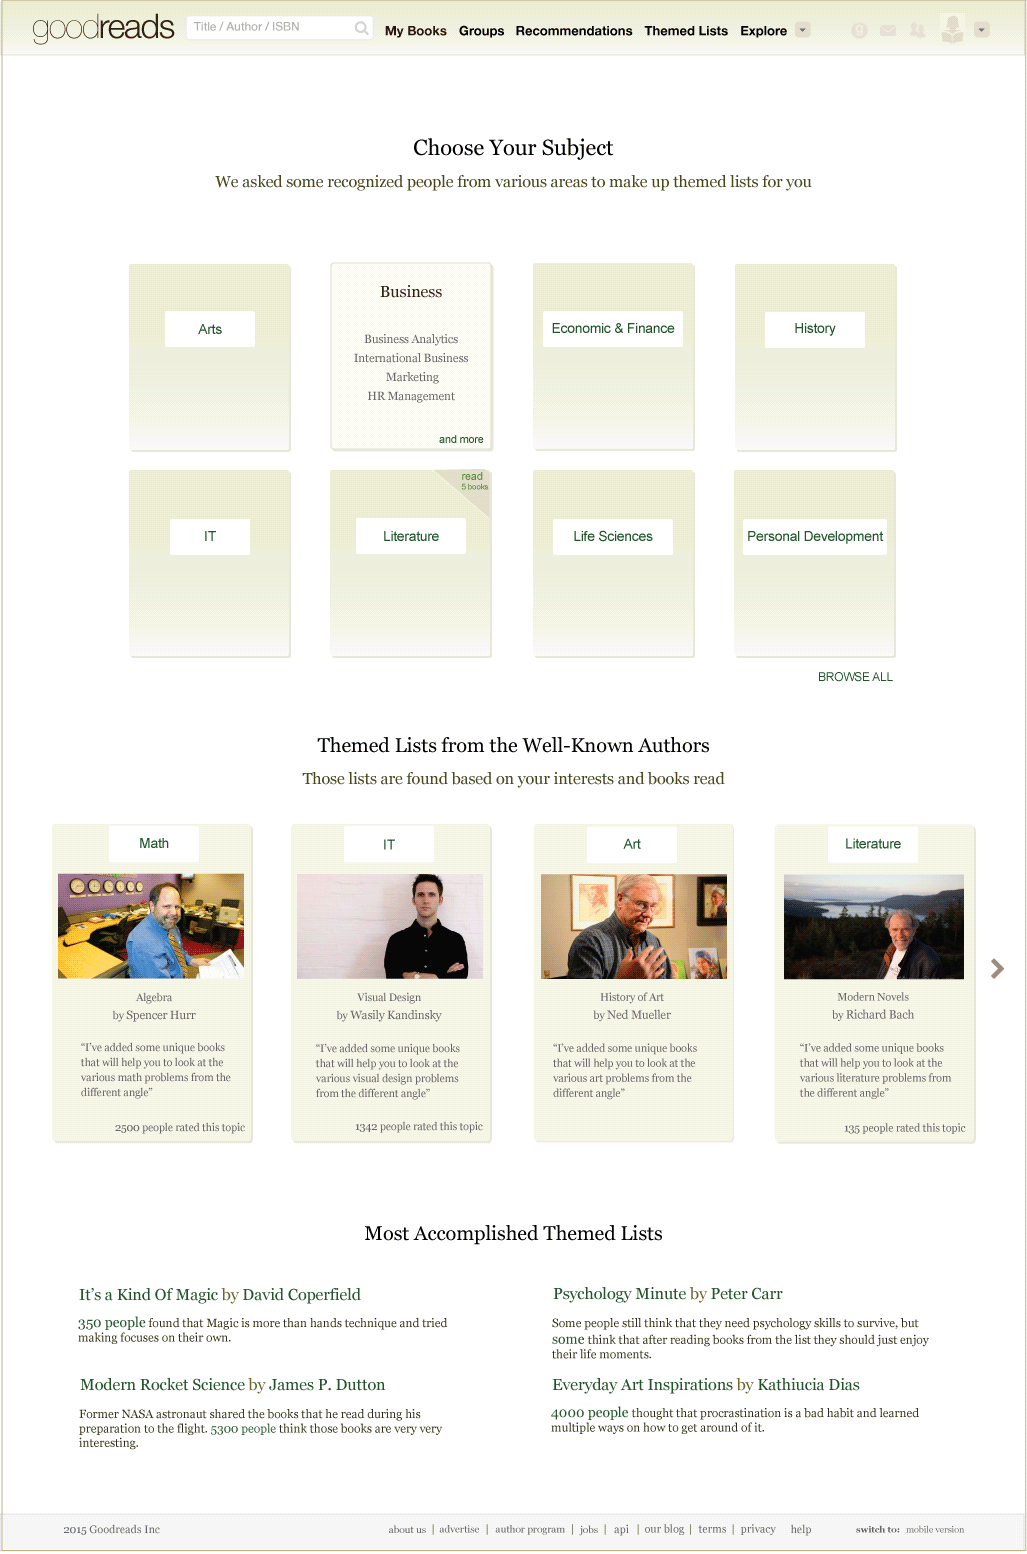 goodreads
Title / Author / ISBN
My Books Groups Recommendations Themed Lists Explore
Choose Your Subject
We asked some recognized people from various areas to make up themed lists for you
Arts
Business
Business Analytics
International Business
Marketing
HR Management
and more
Economic & Finance
History
IT
read
5 books
Literature
Life Sciences
Personal Development
BROWSE ALL
Themed Lists from the Well-Known Authors
Those lists are found based on your interests and books read
Math
Algebra
by Spencer Hurr
“I’ve added some unique books
that will help you to look at the
various math problems from the
different angle”
2500 people rated this topic
IT
Visual Design
by Wasily Kandinsky
“I’ve added some unique books
that will help you to look at the
various visual design problems
from the different angle”
1342 people rated this topic
Art
History of Art
by Ned Mueller
“I’ve added some unique books
that will help you to look at the
various art problems from the
different angle”
Literature
Modern Novels
by Richard Bach
“I’ve added some unique books
that will help you to look at the
various literature problems from
the different angle”
135 people rated this topic
Most Accomplished Themed Lists
It’s a Kind Of Magic by David Coperfield
350 people found that Magic is more than hands technique and tried
making focuses on their own.
Psychology Minute by Peter Carr
Some people still think that they need psychology skills to survive, but
some think that after reading books from the list they should just enjoy
their life moments.
Modern Rocket Science by James P. Dutton
Former NASA astronaut shared the books that he read during his
preparation to the flight. 5300 people think those books are very very
interesting.
Everyday Art Inspirations by Kathiucia Dias
4000 people thought that procrastination is a bad habit and learned
multiple ways on how to get around of it.
2015 Goodreads Inc about us | advertise | author program | jobs | api | our blog | terms | privacy help switch to: mobile version